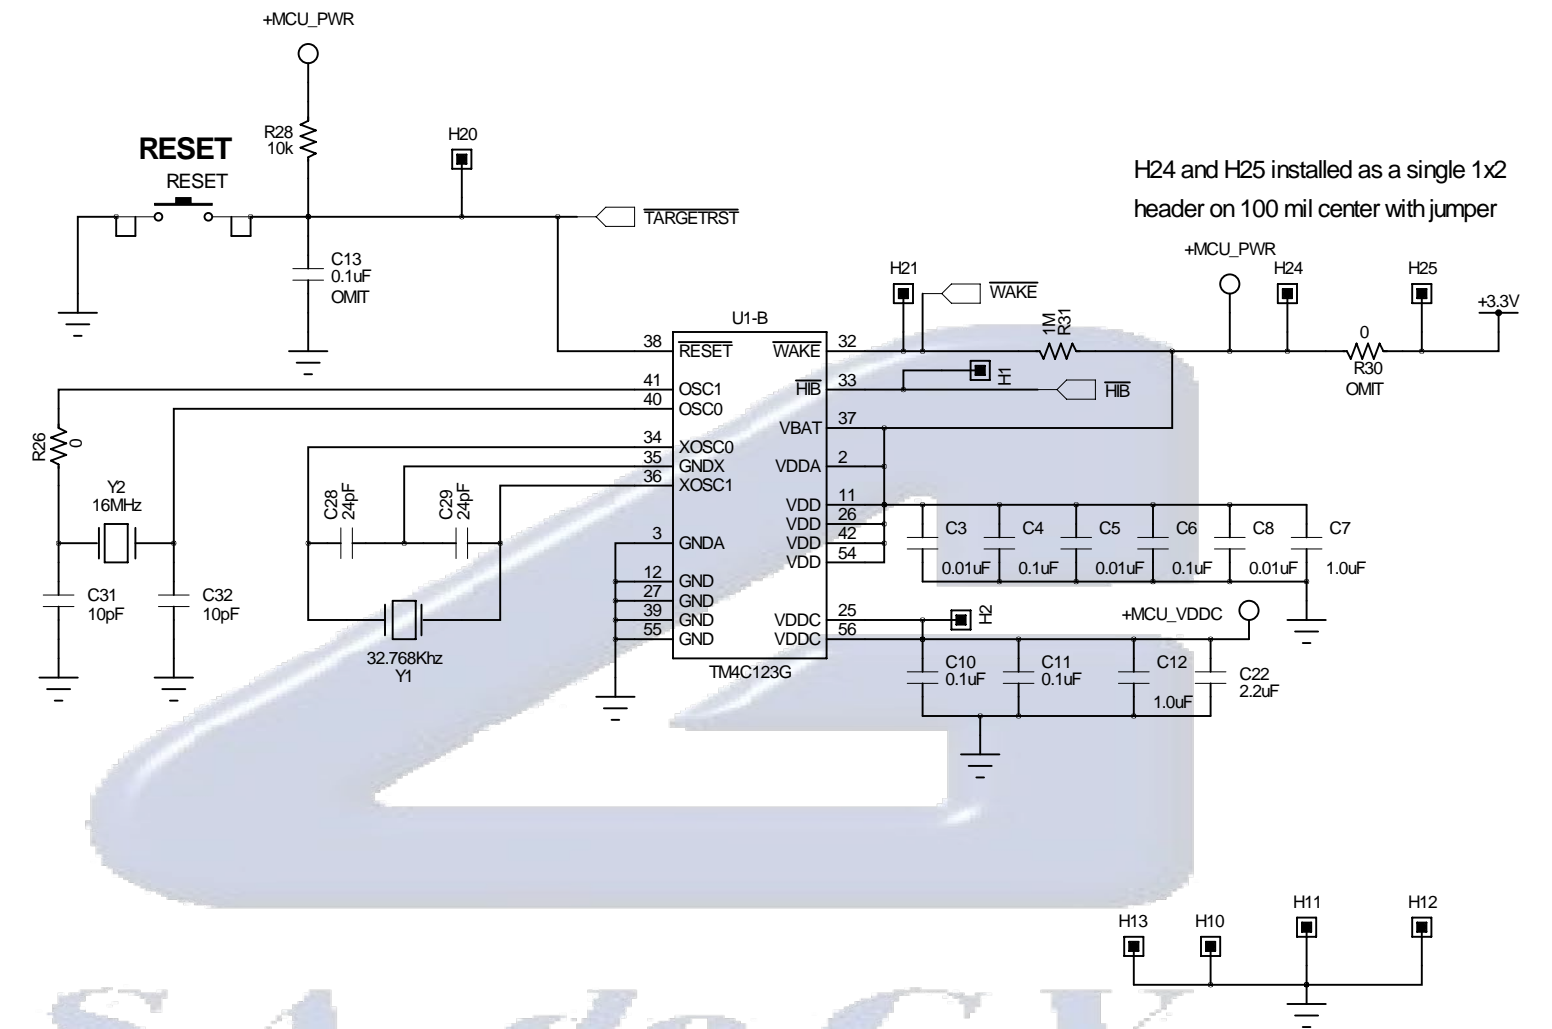 +MCU_PWR
R28
10k
H20
RESET
RESET
TARGETRST
C13
0.1uF
OMIT
H24 and H25 installed as a single 1x2
header on 100 mil center with jumper
+MCU_PWR
H21
WAKE
H24
H25
+3.3V
1M
R31
0
R30
OMIT
U1-B
38
RESET
WAKE
32
H1
41
OSC1
HIB
33
HIB
40
OSC0
VBAT
37
34
XOSC0
35
GNDX
VDDA
2
36
XOSC1
R26
0
Y2
16MHz
C28
24pF
C29
24pF
VDD
11
VDD
26
3
GNDA
VDD
42
VDD
54
C3
0.01uF
C4
0.1uF
C5
0.01uF
C6
0.1uF
C8
0.01uF
C7
1.0uF
C31
10pF
C32
10pF
12
GND
27
GND
39
GND
55
GND
VDDC
25
VDDC
56
H2
+MCU_VDDC
32.768Khz
Y1
TM4C123G
C10
0.1uF
C11
0.1uF
C12
1.0uF
C22
2.2uF
H13
H10
H11
H12